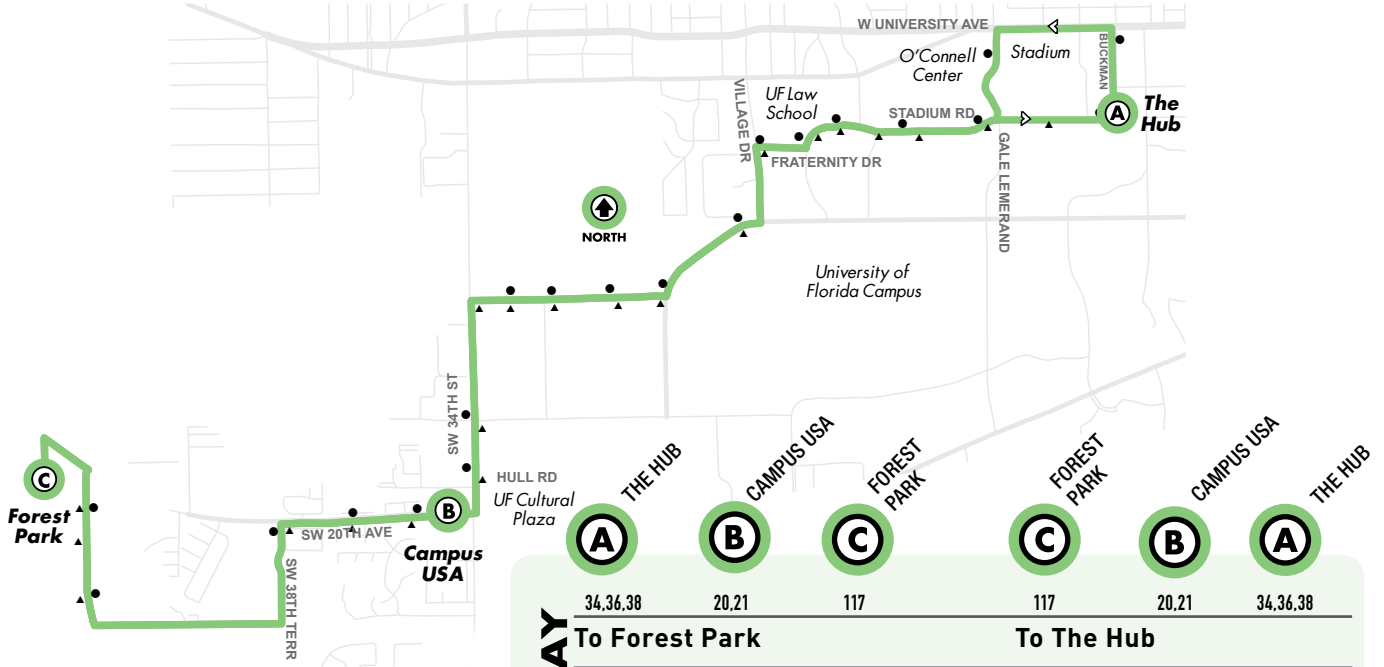 W UNIVERSITY AVE
O'Connell
Center
Stadium
BUCKMAN
A
The
Hub
VILLAGE DR
UF Law
School
STADIUM RD
FRATERNITY DR
GALE LEMERAND
NORTH
University of
Florida Campus
SW 34TH ST
HULL RD
UF Cultural
Plaza
C
Forest
Park
B
Campus
USA
SW 20TH AVE
SW 38TH TERR
THE HUB
CAMPUS USA
FOREST
PARK
FOREST
PARK
CAMPUS USA
THE HUB
A B C C B A
34,36,38 20,21 117 117 20,21 34,36,38
To Forest Park To The Hub
AY